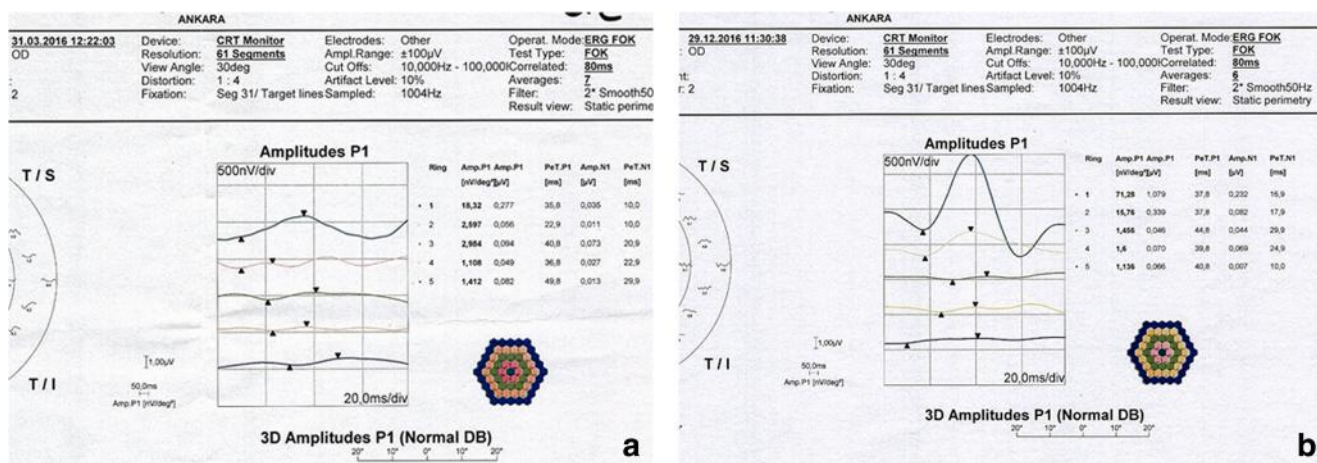 ANKARA
31.03.2016 12:22:03 Device: CRT Monitor Electrodes: Other Operat. Mode: ERG FOK
OD Resolution: 61 Segments Ampl.Range: ±100µV Test Type: FOK
View Angle: 30deg Cut Offs: 10,000Hz - 100,000 Correlated: 80ms
Distortion: 1 : 4 Artifact Level: 10% Averages: 7
2 Fixation: Seg 31/ Target lines Sampled: 1004Hz Filter: 2* Smooth50
Result view: Static perime
T / S
Amplitudes P1
500nV/div
Ring Amp.P1 Amp.P1 PeT.P1 Amp.N1 PeT.N1
[nV/deg²] [µV] [ms] [µV] [ms]
1 18,32 0,277 35,8 0,035 10,0
2 2,597 0,056 22,9 0,011 10,0
3 2,984 0,094 40,8 0,073 20,9
4 1,108 0,049 36,8 0,027 22,9
5 1,412 0,082 49,8 0,013 29,9
1,00µV
T / I
50,0ms
Amp.P1 [nV/deg²]
20,0ms/div
3D Amplitudes P1 (Normal DB)
20° 10° 0° 10° 20°
a
ANKARA
29.12.2016 11:30:38 Device: CRT Monitor Electrodes: Other Operat. Mode: ERG FOK
: OD Resolution: 61 Segments Ampl.Range: ±100µV Test Type: FOK
View Angle: 30deg Cut Offs: 10,000Hz - 100,000 Correlated: 80ms
nt: Distortion: 1 : 4 Artifact Level: 10% Averages: 6
r: 2 Fixation: Seg 31/ Target lines Sampled: 1004Hz Filter: 2* Smooth50Hz
Result view: Static perimetry
T / S
Amplitudes P1
500nV/div
Ring Amp.P1 Amp.P1 PeT.P1 Amp.N1 PeT.N1
[nV/deg²] [µV] [ms] [µV] [ms]
1 71,28 1,079 37,8 0,232 16,9
2 15,76 0,339 37,8 0,082 17,9
3 1,456 0,046 44,8 0,044 29,9
4 1,6 0,070 39,8 0,069 24,9
5 1,136 0,066 40,8 0,007 10,0
1,00µV
T / I
50,0ms
Amp.P1 [nV/deg²]
20,0ms/div
3D Amplitudes P1 (Normal DB)
20° 10° 0° 10° 20°
b